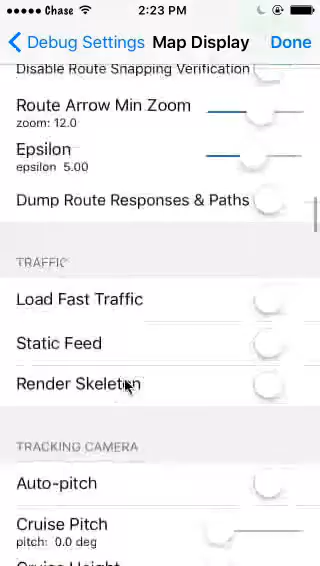 Chase 2:23 PM
Debug Settings Map Display Done
Disable Route Snapping Verification
Route Arrow Min Zoom
zoom: 12.0
Epsilon
epsilon 5.00
Dump Route Responses & Paths
TRAFFIC
Load Fast Traffic
Static Feed
Render Skeleton
TRACKING CAMERA
Auto-pitch
Cruise Pitch
pitch: 0.0 deg
Cruise Height